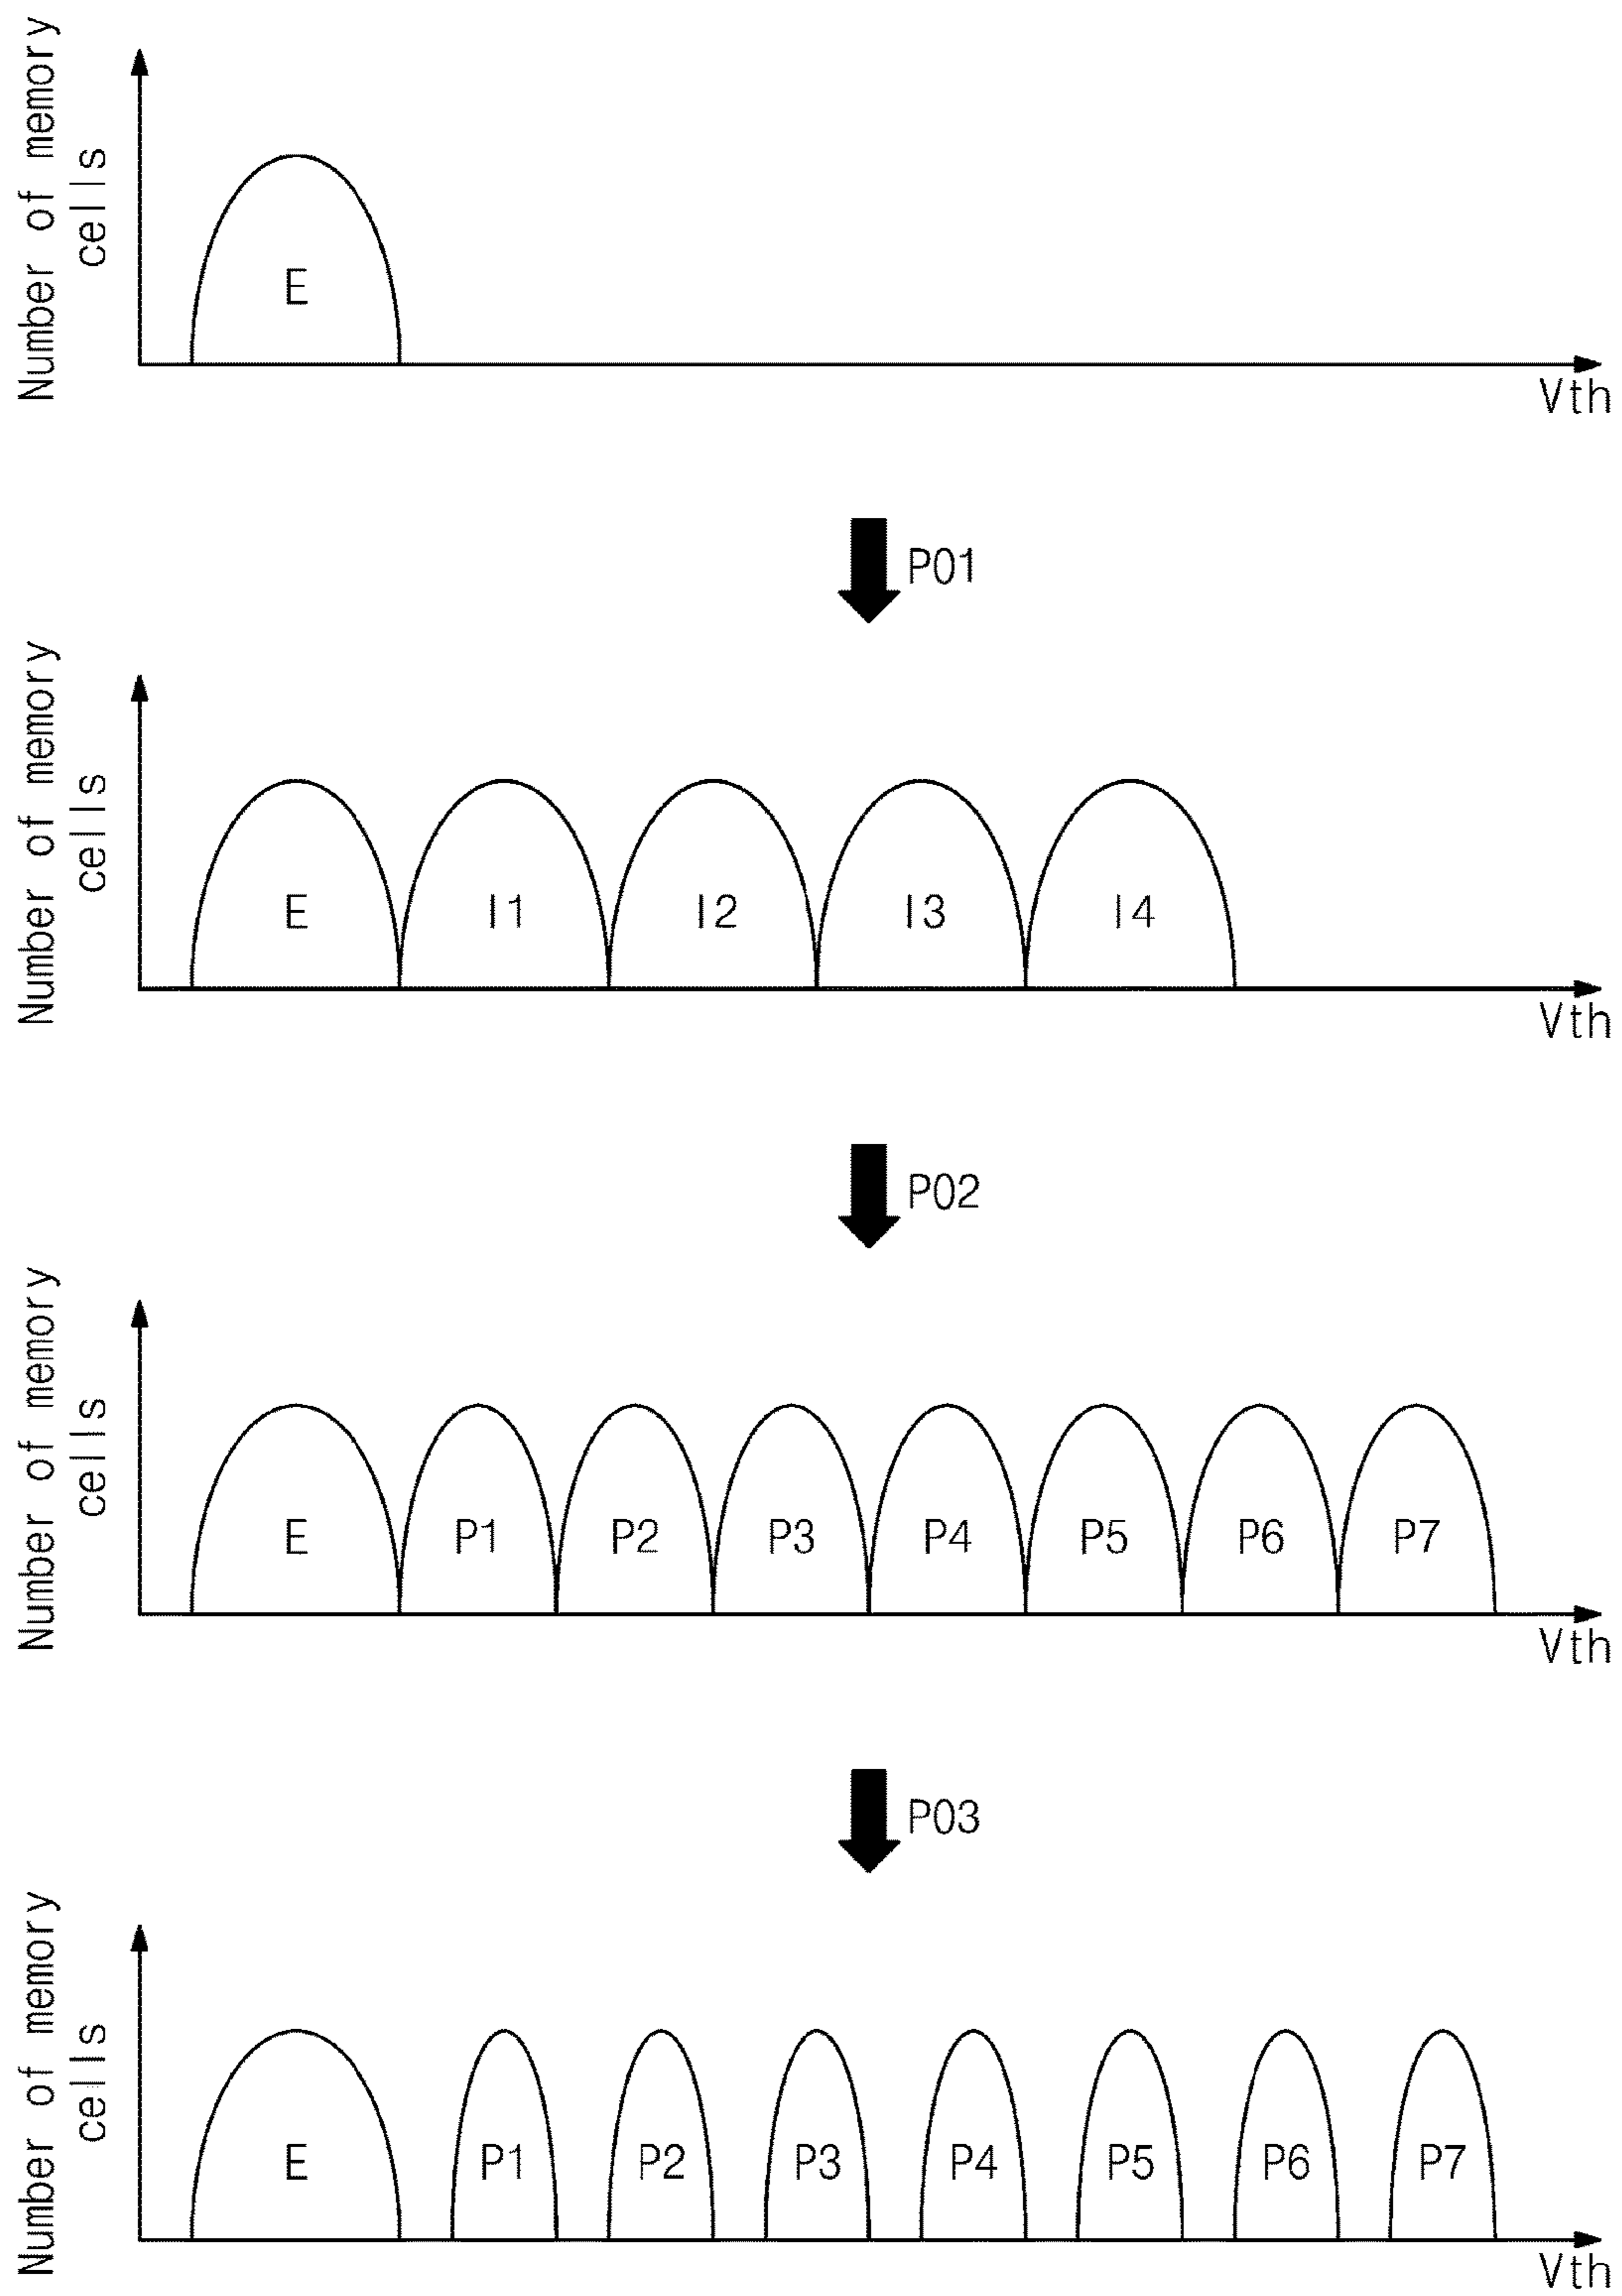 Number of memory
cells
E
Vth
P01
Number of memory
cells
E I1 I2 I3 I4
Vth
P02
Number of memory
cells
E P1 P2 P3 P4 P5 P6 P7
Vth
P03
Number of memory
cells
E P1 P2 P3 P4 P5 P6 P7
Vth